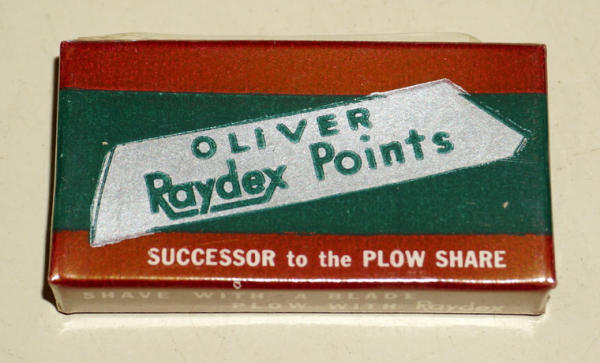 OLIVER
Raydex Points
SUCCESSOR to the PLOW SHARE
SHAVE WITH A BLADE
PLOW WITH Raydex